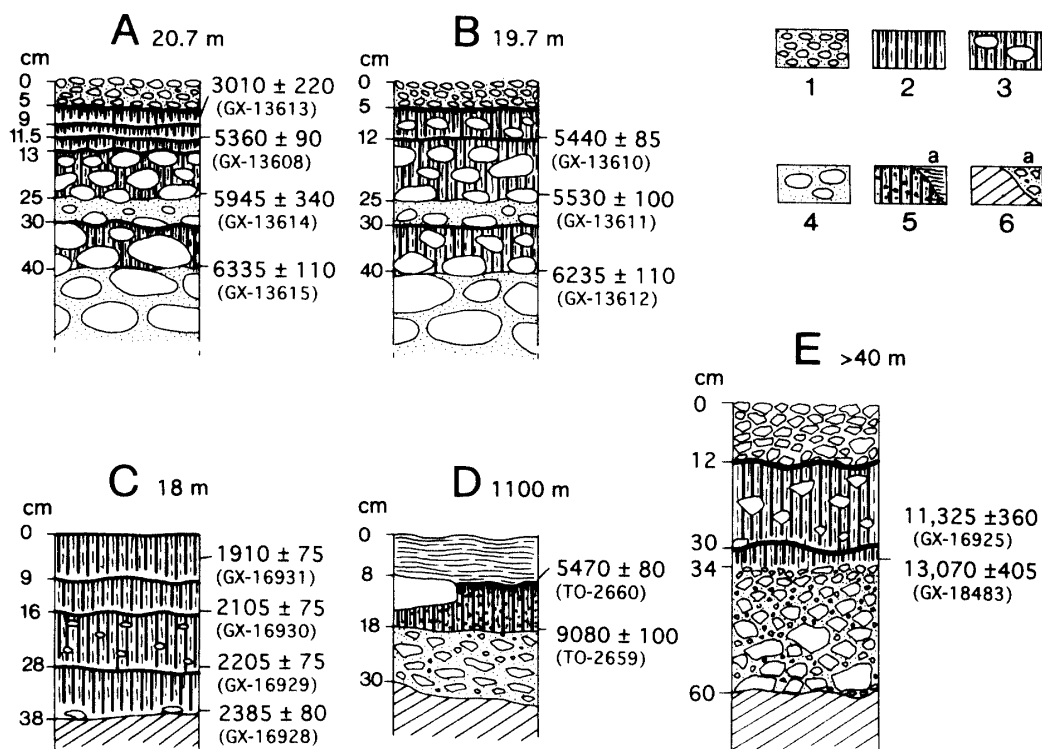 A 20.7 m
cm
0
5
9
11.5
13
25
30
40
3010 ± 220
(GX-13613)
5360 ± 90
(GX-13608)
5945 ± 340
(GX-13614)
6335 ± 110
(GX-13615)
B 19.7 m
cm
0
5
12
25
30
40
5440 ± 85
(GX-13610)
5530 ± 100
(GX-13611)
6235 ± 110
(GX-13612)
1
2
3
a
a
4
5
6
C 18 m
cm
0
9
16
28
38
1910 ± 75
(GX-16931)
2105 ± 75
(GX-16930)
2205 ± 75
(GX-16929)
2385 ± 80
(GX-16928)
D 1100 m
cm
0
8
18
30
5470 ± 80
(TO-2660)
9080 ± 100
(TO-2659)
E >40 m
cm
0
12
30
34
60
11,325 ±360
(GX-16925)
13,070 ±405
(GX-18483)